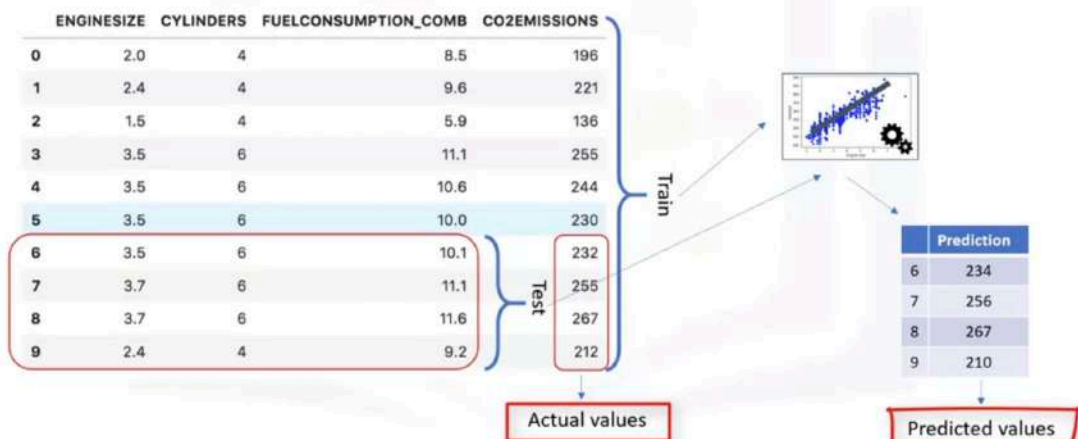 ENGINESIZE CYLINDERS FUELCONSUMPTION_COMB CO2EMISSIONS
0 2.0 4 8.5 196
1 2.4 4 9.6 221
2 1.5 4 5.9 136
3 3.5 6 11.1 255
4 3.5 6 10.6 244
5 3.5 6 10.0 230
6 3.5 6 10.1 232
7 3.7 6 11.1 255
8 3.7 6 11.6 267
9 2.4 4 9.2 212
Test
Train
Actual values
Prediction
6 234
7 256
8 267
9 210
Predicted values